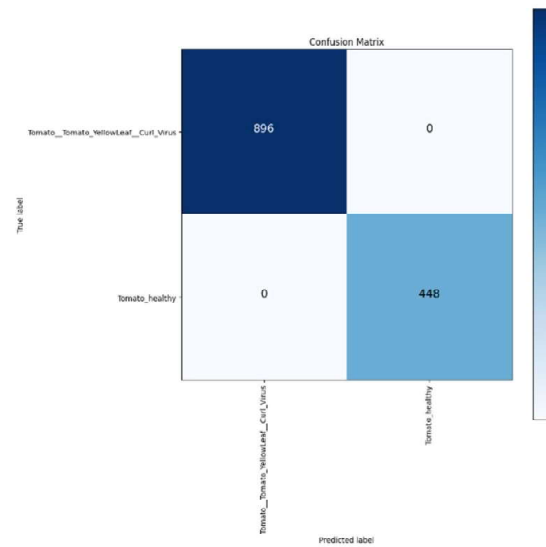 Confusion Matrix
Tomato__Tomato_YellowLeaf__Curl_Virus
896
0
True label
Tomato_healthy
0
448
Tomato__Tomato_YellowLeaf__Curl_Virus
Tomato_healthy
Predicted label